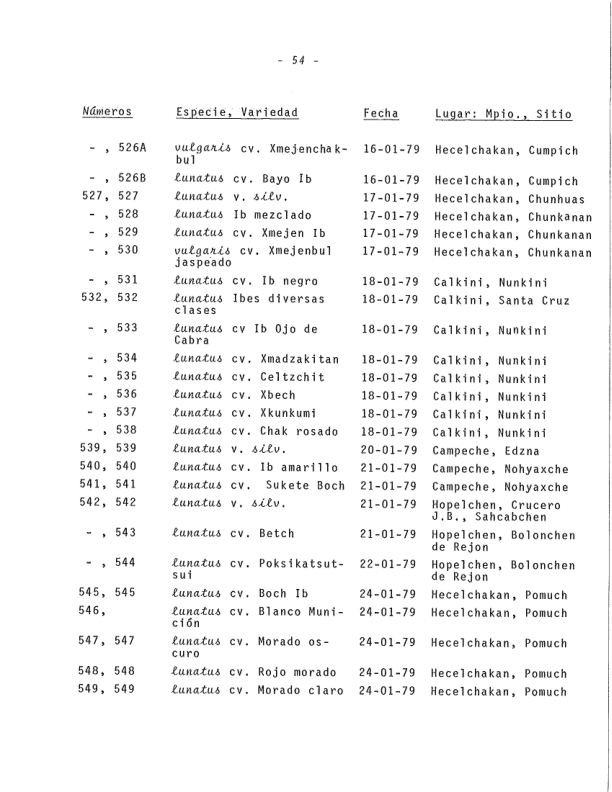 - 54 -
Números Especie, Variedad Fecha Lugar: Mpio., Sitio
- , 526A vulgaris cv. Xmejenchak- 16-01-79 Hecelchakan, Cumpich
bul
- , 526B lunatus cv. Bayo Ib 16-01-79 Hecelchakan, Cumpich
527, 527 lunatus v. silv. 17-01-79 Hecelchakan, Chunhuas
- , 528 lunatus Ib mezclado 17-01-79 Hecelchakan, Chunkanan
- , 529 lunatus cv. Xmejen Ib 17-01-79 Hecelchakan, Chunkanan
- , 530 vulgaris cv. Xmejenbul 17-01-79 Hecelchakan, Chunkanan
jaspeado
- , 531 lunatus cv. Ib negro 18-01-79 Calkini, Nunkini
532, 532 lunatus Ibes diversas 18-01-79 Calkini, Santa Cruz
clases
- , 533 lunatus cv Ib Ojo de 18-01-79 Calkini, Nunkini
Cabra
- , 534 lunatus cv. Xmadzakitan 18-01-79 Calkini, Nunkini
- , 535 lunatus cv. Celtzchit 18-01-79 Calkini, Nunkini
- , 536 lunatus cv. Xbech 18-01-79 Calkini, Nunkini
- , 537 lunatus cv. Xkunkumi 18-01-79 Calkini, Nunkini
- , 538 lunatus cv. Chak rosado 18-01-79 Calkini, Nunkini
539, 539 lunatus v. silv. 20-01-79 Campeche, Edzna
540, 540 lunatus cv. Ib amarillo 21-01-79 Campeche, Nohyaxche
541, 541 lunatus cv. Sukete Boch 21-01-79 Campeche, Nohyaxche
542, 542 lunatus v. silv. 21-01-79 Hopelchen, Crucero
J.B., Sahcabchen
- , 543 lunatus cv. Betch 21-01-79 Hopelchen, Bolonchen
de Rejon
- , 544 lunatus cv. Poksikatsut- 22-01-79 Hopelchen, Bolonchen
sui de Rejon
545, 545 lunatus cv. Boch Ib 24-01-79 Hecelchakan, Pomuch
546, lunatus cv. Blanco Muni- 24-01-79 Hecelchakan, Pomuch
ción
547, 547 lunatus cv. Morado os- 24-01-79 Hecelchakan, Pomuch
curo
548, 548 lunatus cv. Rojo morado 24-01-79 Hecelchakan, Pomuch
549, 549 lunatus cv. Morado claro 24-01-79 Hecelchakan, Pomuch